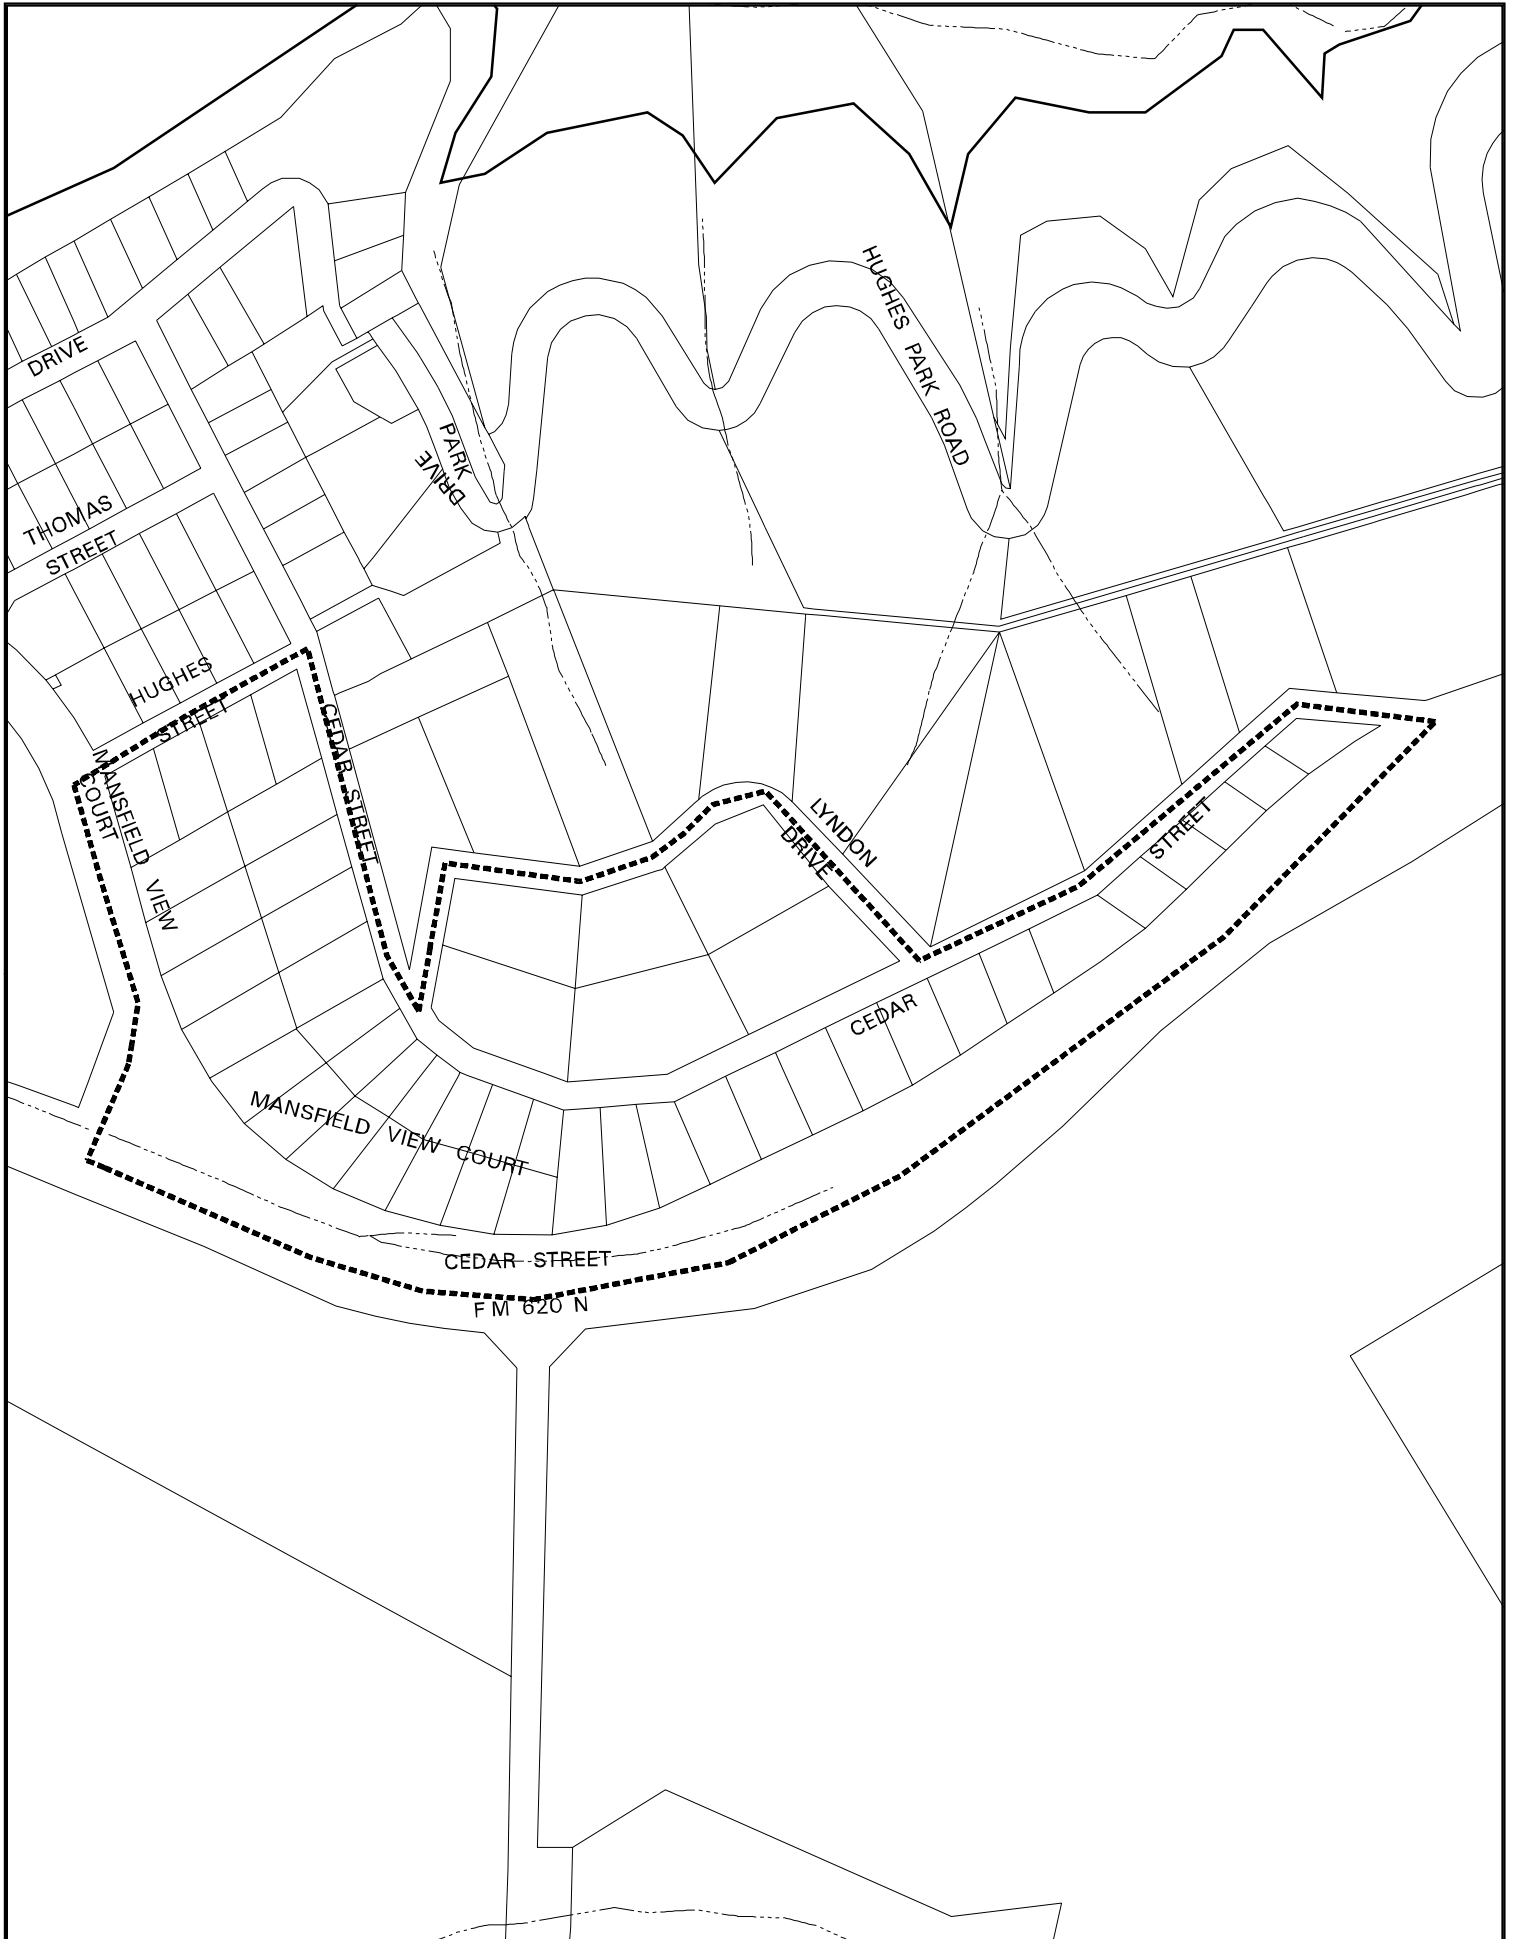 HUGHES PARK ROAD
DRIVE
PARK
DRIVE
THOMAS
STREET
HUGHES
STREET
CEDAR STREET
MANSFIELD VIEW
COURT
LYNDON
DRIVE
STREET
CEDAR
MANSFIELD VIEW COURT
CEDAR STREET
FM 620 N